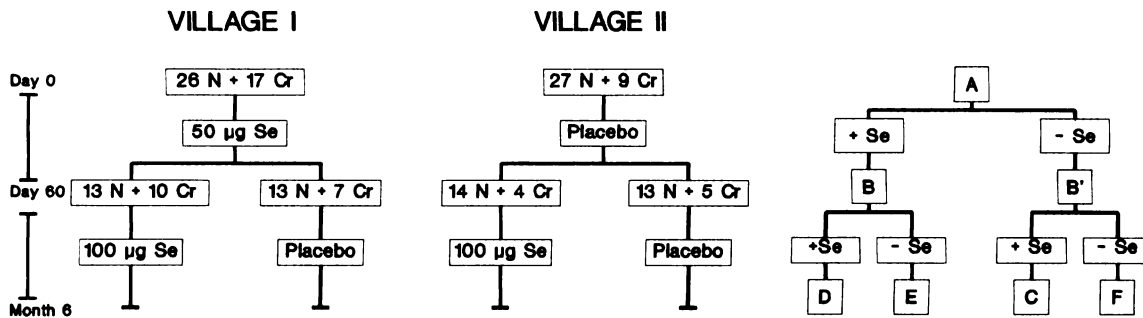 VILLAGE I
VILLAGE II
Day 0
26 N + 17 Cr
27 N + 9 Cr
A
50 µg Se
Placebo
+ Se
- Se
Day 60
13 N + 10 Cr
13 N + 7 Cr
14 N + 4 Cr
13 N + 5 Cr
B
B'
100 µg Se
Placebo
100 µg Se
Placebo
+Se
- Se
+ Se
- Se
Month 6
D
E
C
F